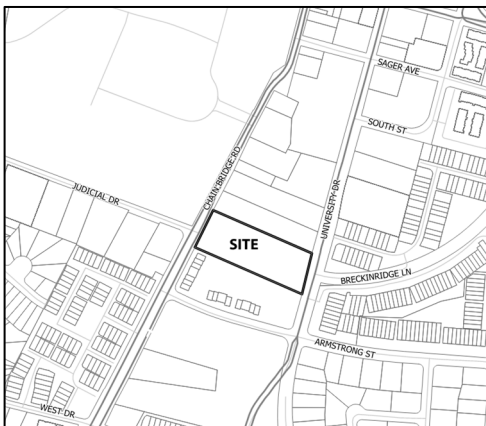 SAGER AVE
SOUTH ST
CHAIN BRIDGE RD
UNIVERSITY DR
JUDICIAL DR
SITE
BRECKINRIDGE LN
ARMSTRONG ST
WEST DR